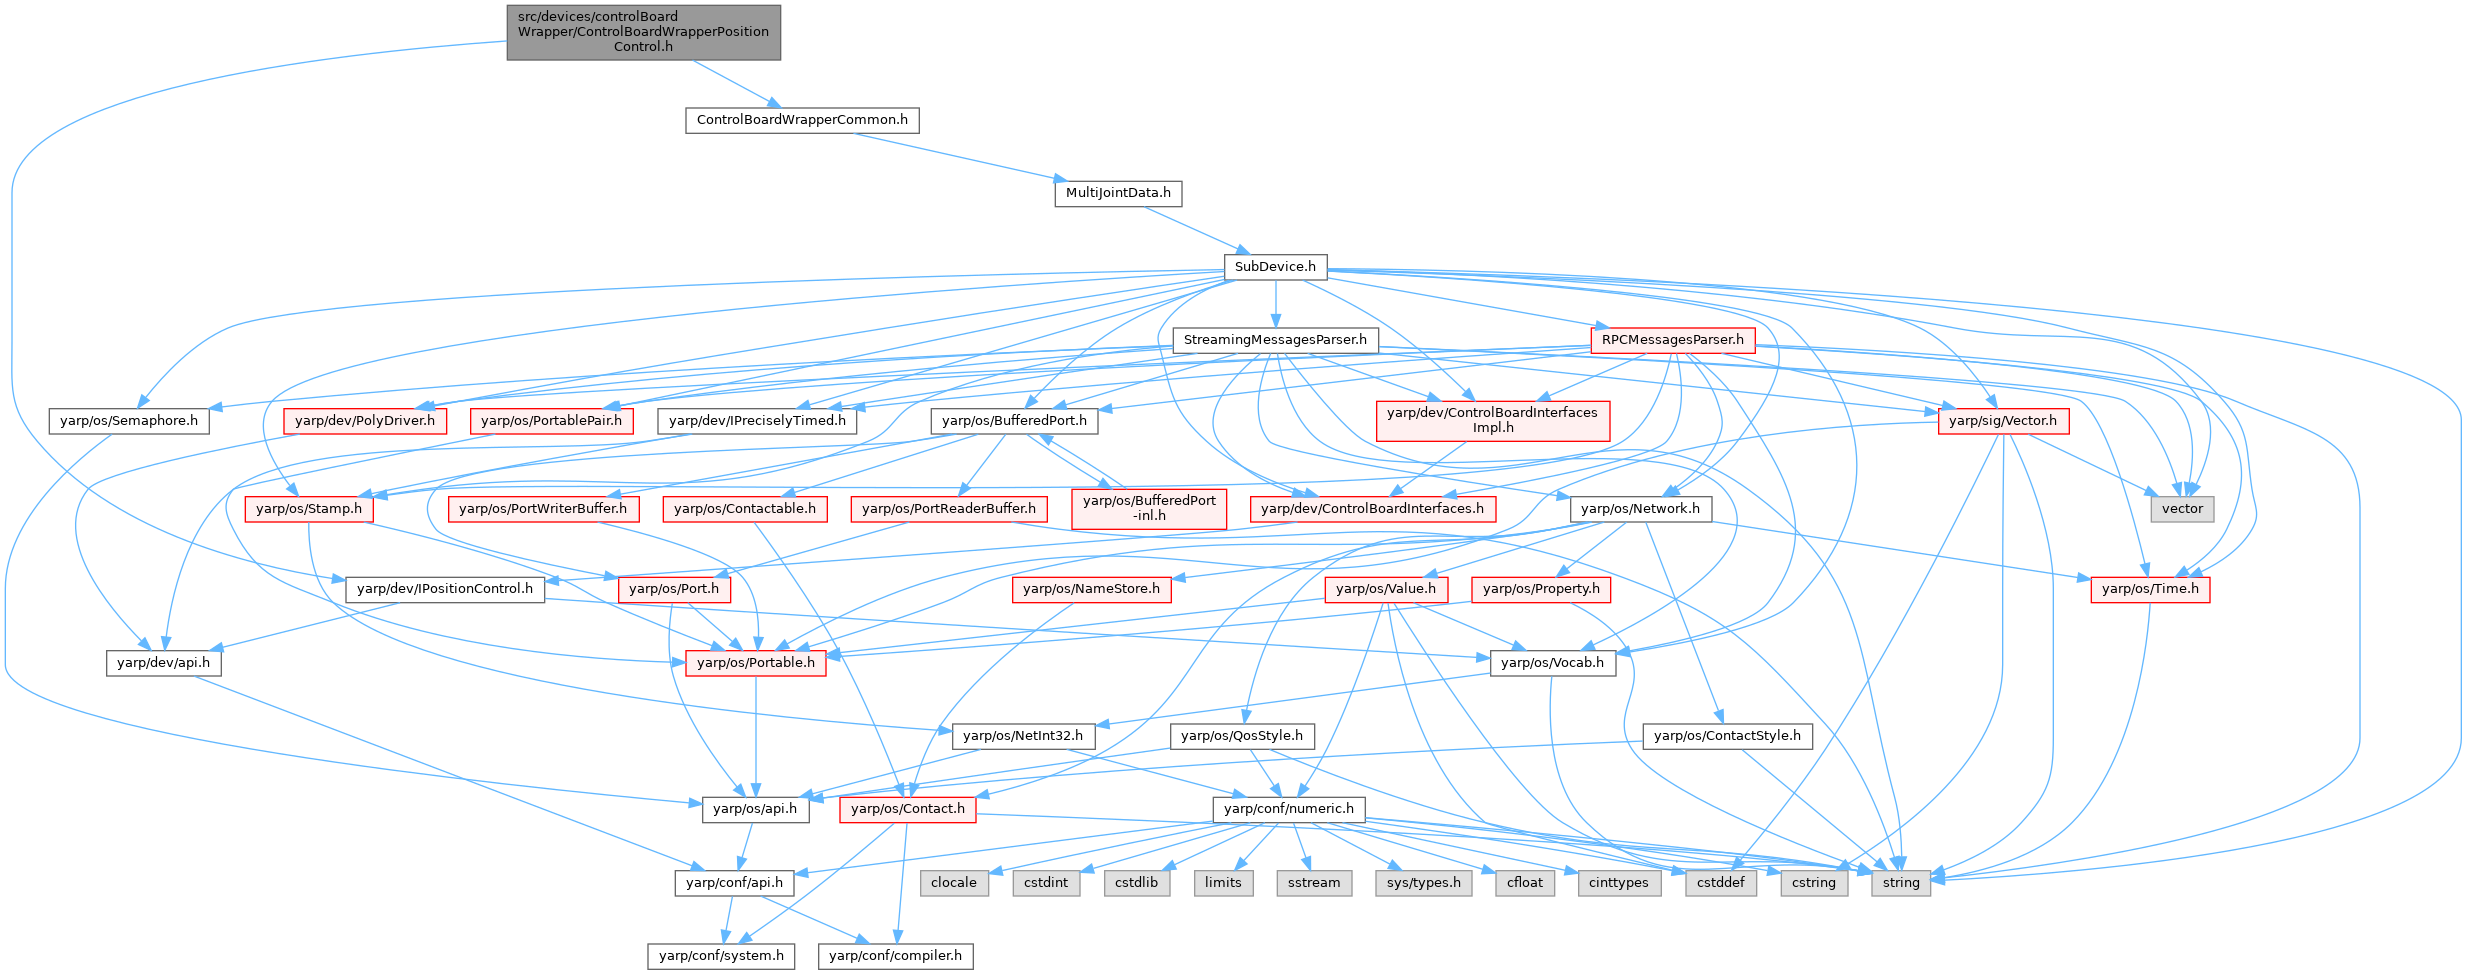 src/devices/controlBoard
Wrapper/ControlBoardWrapperPosition
Control.h
ControlBoardWrapperCommon.h
MultiJointData.h
SubDevice.h
StreamingMessagesParser.h
RPCMessagesParser.h
yarp/os/Semaphore.h
yarp/dev/PolyDriver.h
yarp/os/PortablePair.h
yarp/dev/IPreciselyTimed.h
yarp/os/BufferedPort.h
yarp/dev/ControlBoardInterfaces
Impl.h
yarp/sig/Vector.h
yarp/os/Stamp.h
yarp/os/PortWriterBuffer.h
yarp/os/Contactable.h
yarp/os/PortReaderBuffer.h
yarp/os/BufferedPort
-inl.h
yarp/dev/ControlBoardInterfaces.h
yarp/os/Network.h
vector
yarp/dev/IPositionControl.h
yarp/os/Port.h
yarp/os/NameStore.h
yarp/os/Value.h
yarp/os/Property.h
yarp/os/Time.h
yarp/dev/api.h
yarp/os/Portable.h
yarp/os/Vocab.h
yarp/os/NetInt32.h
yarp/os/QosStyle.h
yarp/os/ContactStyle.h
yarp/os/api.h
yarp/os/Contact.h
yarp/conf/numeric.h
yarp/conf/api.h
clocale
cstdint
cstdlib
limits
sstream
sys/types.h
cfloat
cinttypes
cstddef
cstring
string
yarp/conf/system.h
yarp/conf/compiler.h